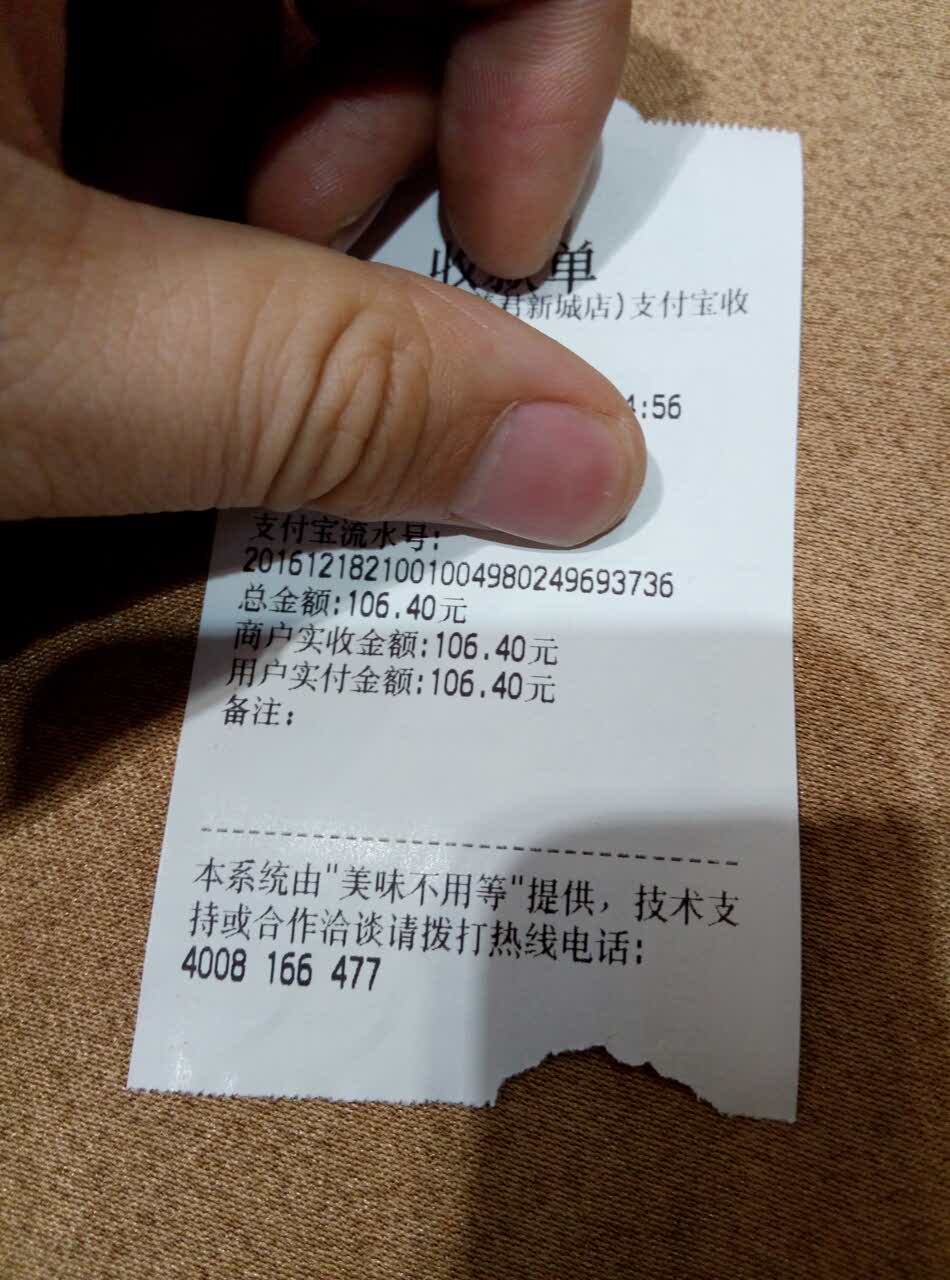 收款单
君新城店)支付宝收
4:56
支付宝流水号:
2016121821001004980249693736
总金额:106.40元
商户实收金额:106.40元
用户实付金额:106.40元
备注:
本系统由"美味不用等"提供，技术支
持或合作洽谈请拨打热线电话:
4008 166 477